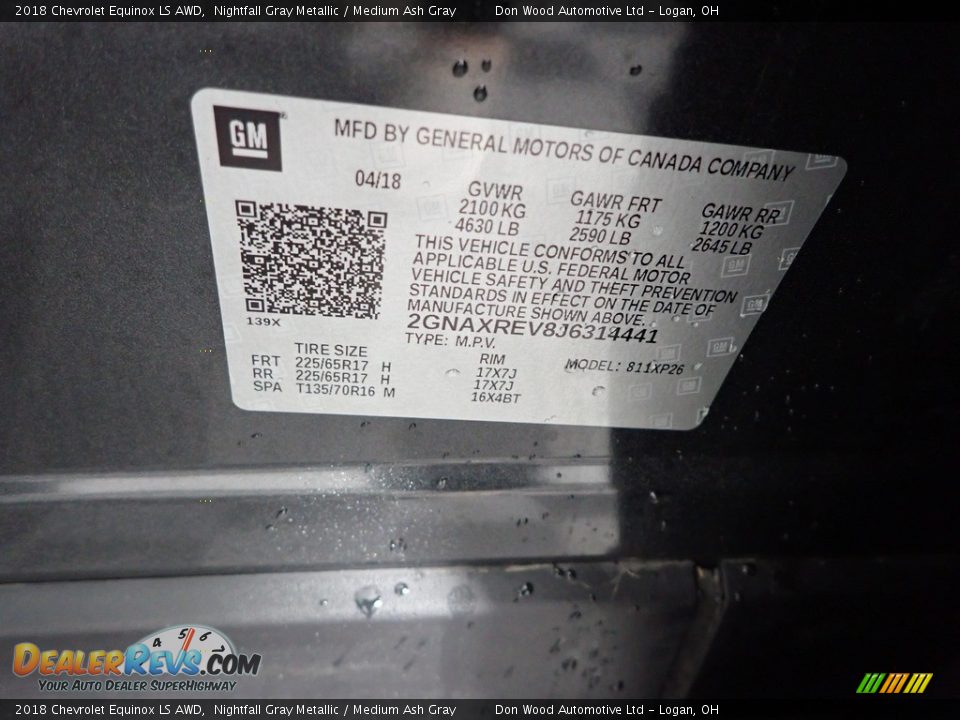 2018 Chevrolet Equinox LS AWD, Nightfall Gray Metallic / Medium Ash Gray Don Wood Automotive Ltd - Logan, OH
GM
MFD BY GENERAL MOTORS OF CANADA COMPANY
04/18
GVWR GAWR FRT GAWR RR
2100 KG 1175 KG 1200 KG
4630 LB 2590 LB 2645 LB
THIS VEHICLE CONFORMS TO ALL
APPLICABLE U.S. FEDERAL MOTOR
VEHICLE SAFETY AND THEFT PREVENTION
STANDARDS IN EFFECT ON THE DATE OF
MANUFACTURE SHOWN ABOVE.
139X
2GNAXREV8J6314441
TYPE: M.P.V. MODEL: 811XP26
TIRE SIZE RIM
FRT 225/65R17 H 17X7J
RR 225/65R17 H 17X7J
SPA T135/70R16 M 16X4BT
4 5 6
DEALERREVS.COM
YOUR AUTO DEALER SUPERHIGHWAY
2018 Chevrolet Equinox LS AWD, Nightfall Gray Metallic / Medium Ash Gray Don Wood Automotive Ltd - Logan, OH